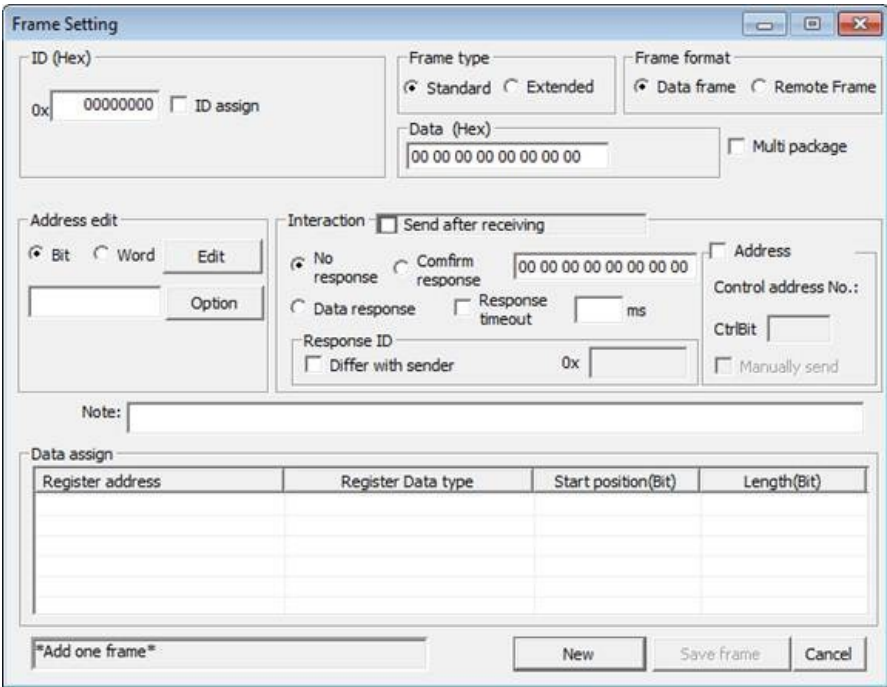 Frame Setting
ID (Hex)
0x 00000000 ID assign
Frame type
Standard Extended
Frame format
Data frame Remote Frame
Data (Hex)
00 00 00 00 00 00 00 00
Multi package
Address edit
Bit Word Edit
Option
Interaction Send after receiving
No response
Comfirm response
00 00 00 00 00 00 00 00
Data response
Response timeout
ms
Response ID
Differ with sender 0x
Address
Control address No.:
CtrlBit
Manually send
Note:
Data assign
Register address Register Data type Start position(Bit) Length(Bit)
*Add one frame* New Save frame Cancel